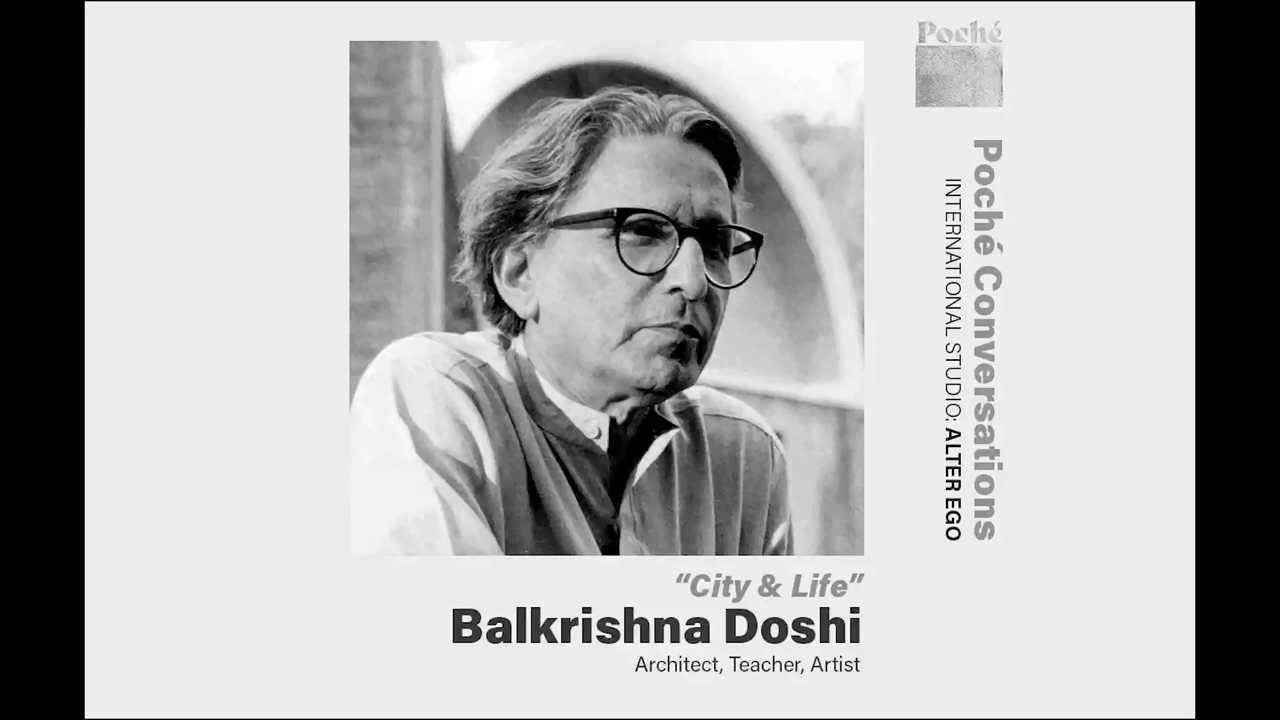 Poché
Poché Conversations
INTERNATIONAL STUDIO: ALTER EGO
“City & Life”
Balkrishna Doshi
Architect, Teacher, Artist